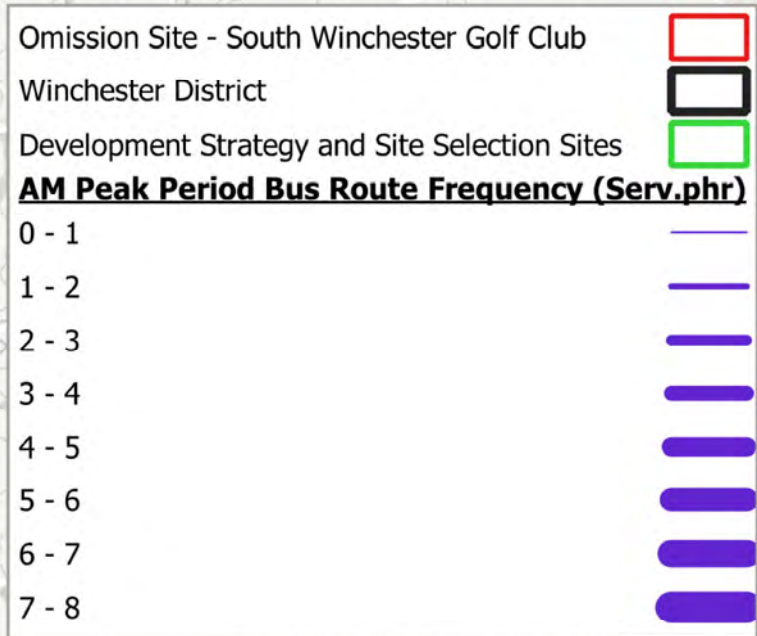 Omission Site - South Winchester Golf Club
Winchester District
Development Strategy and Site Selection Sites
AM Peak Period Bus Route Frequency (Serv.phr)
0 - 1
1 - 2
2 - 3
3 - 4
4 - 5
5 - 6
6 - 7
7 - 8